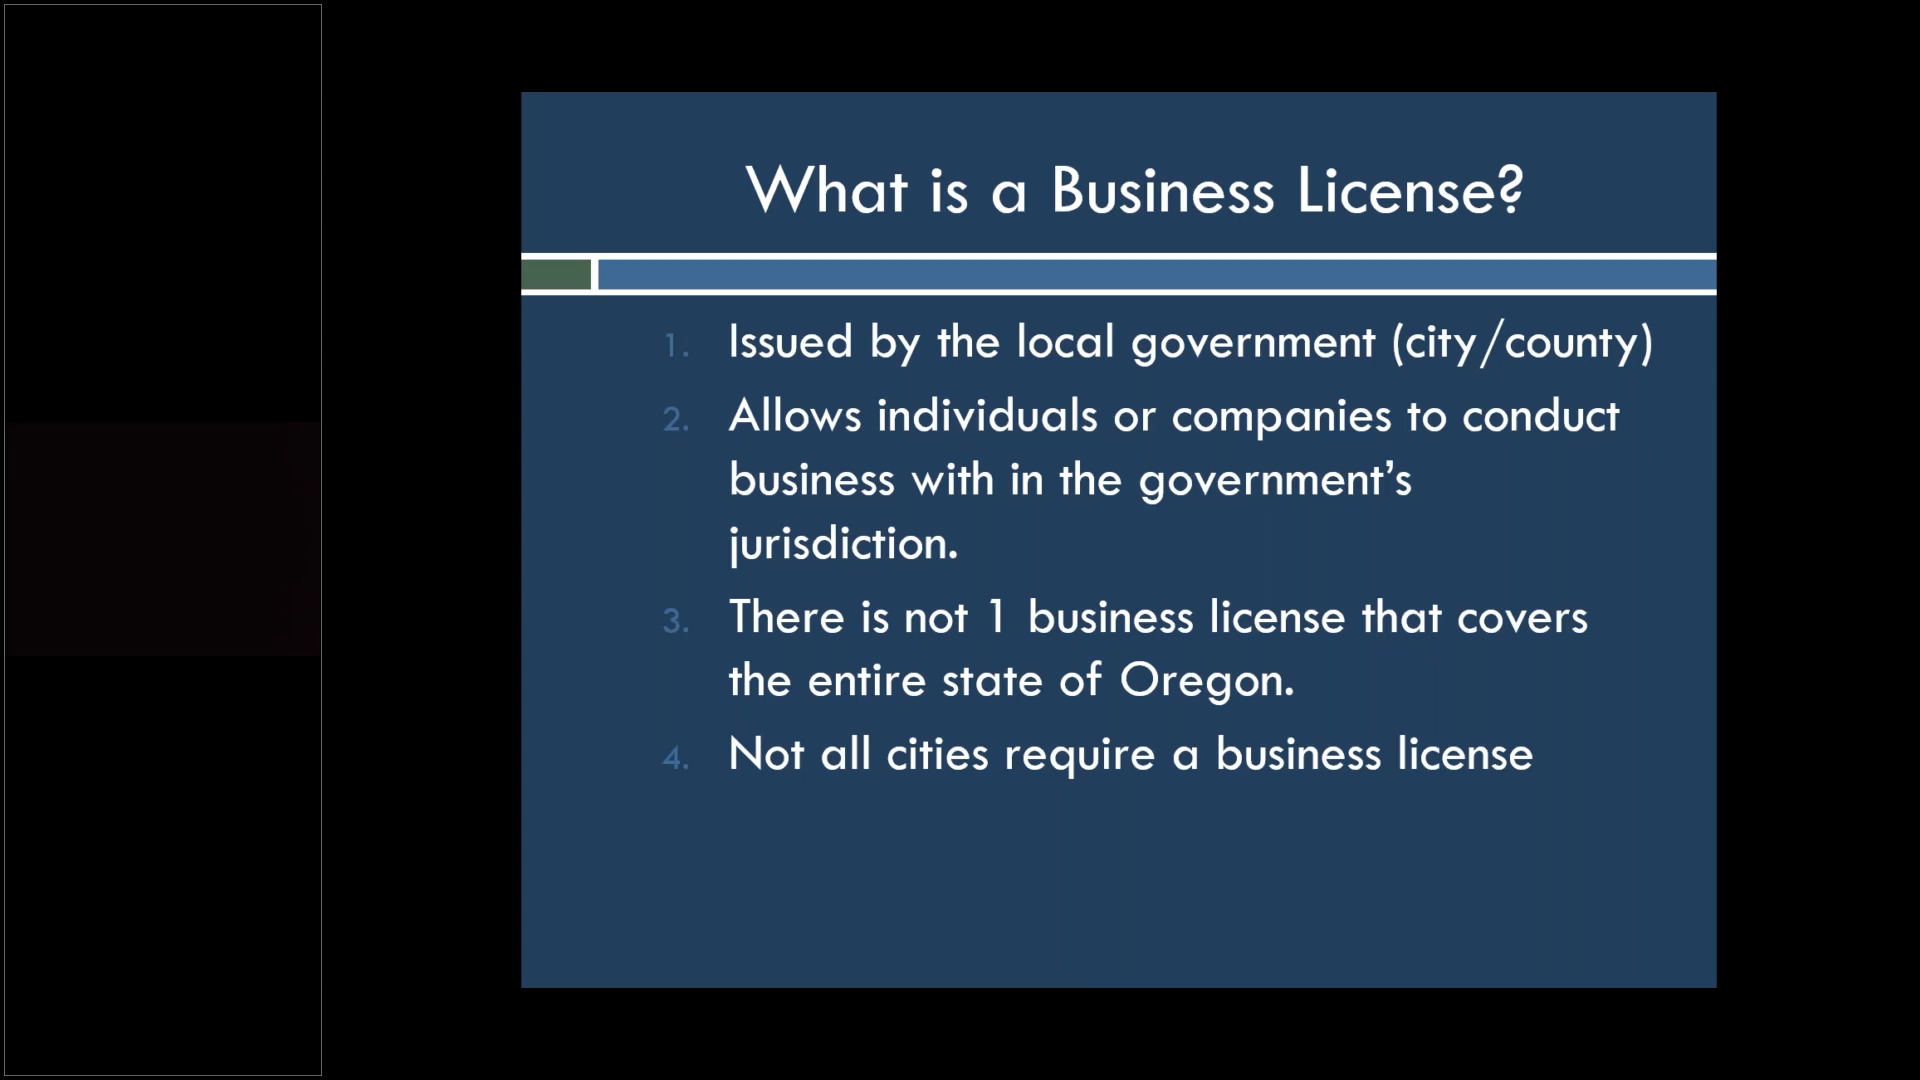 What is a Business License?
1. Issued by the local government (city/county)
2. Allows individuals or companies to conduct
business with in the government’s
jurisdiction.
3. There is not 1 business license that covers
the entire state of Oregon.
4. Not all cities require a business license